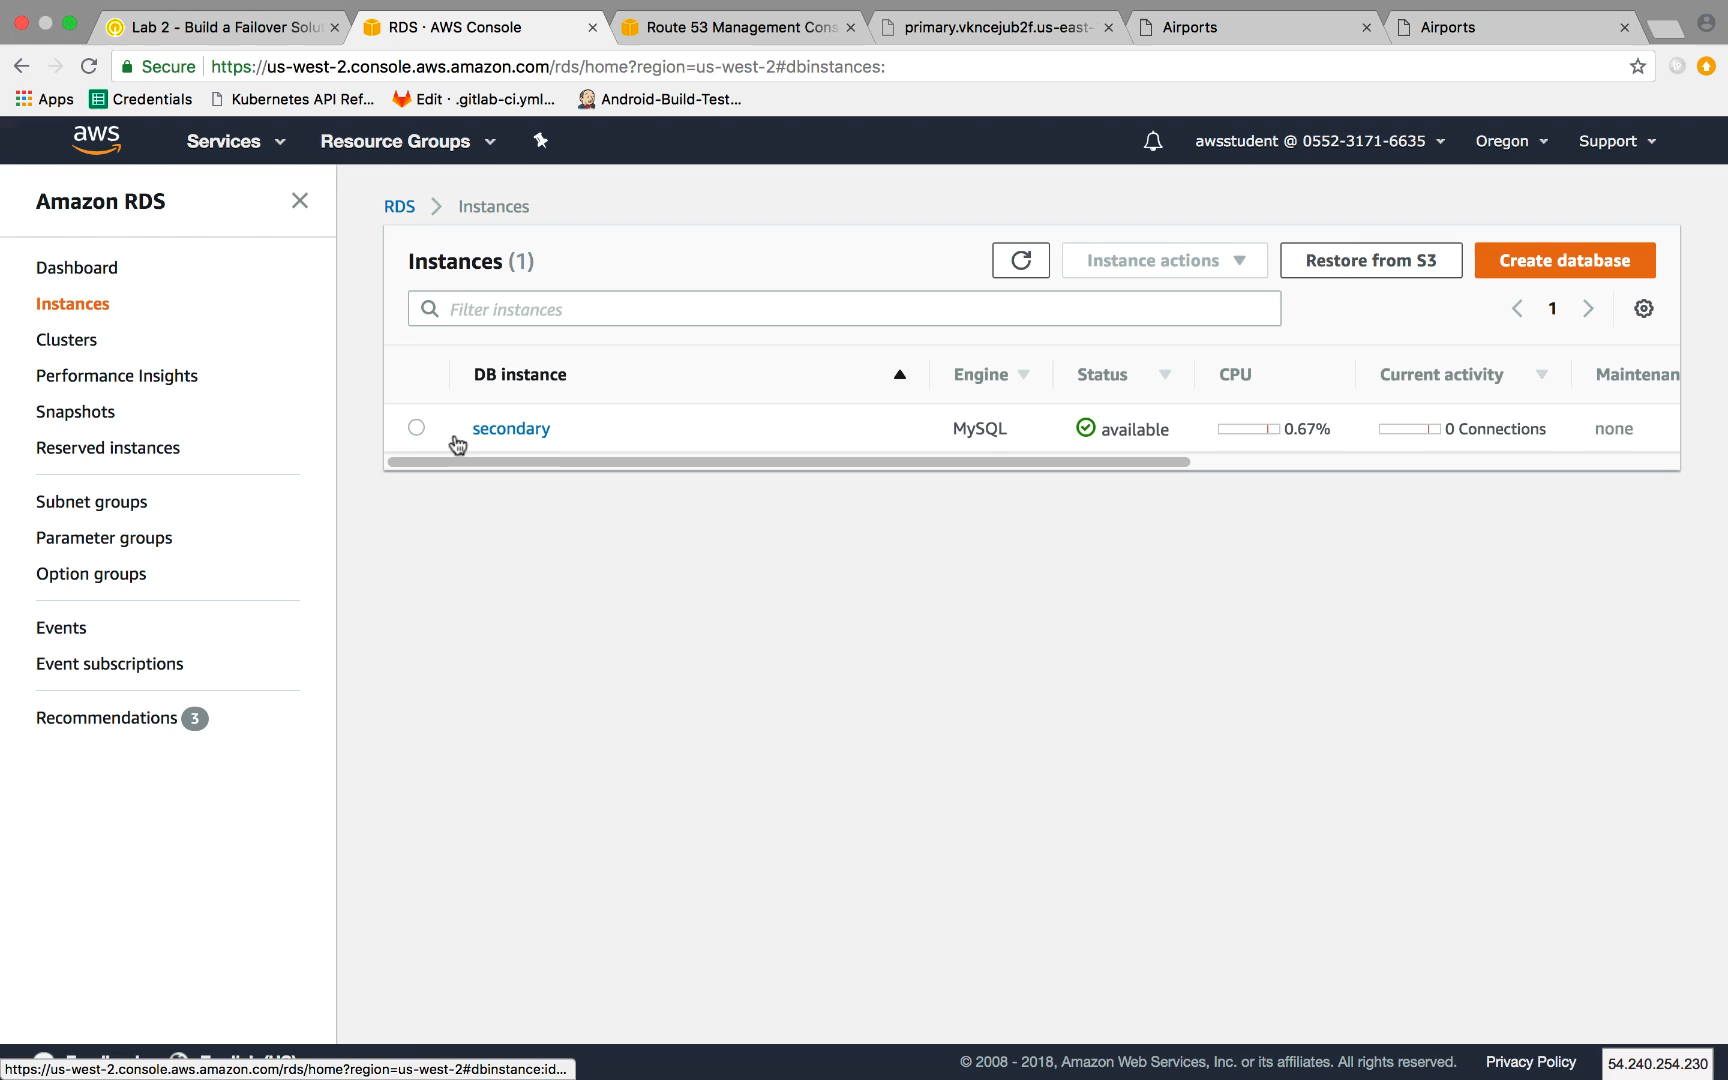 Lab 2 - Build a Failover Solu
RDS · AWS Console
Route 53 Management Cons
primary.vkncejub2f.us-east-
Airports
Airports
Secure https://us-west-2.console.aws.amazon.com/rds/home?region=us-west-2#dbinstances:
Apps Credentials Kubernetes API Ref... Edit · .gitlab-ci.yml... Android-Build-Test...
aws Services Resource Groups awsstudent @ 0552-3171-6635 Oregon Support
Amazon RDS
Dashboard
Instances
Clusters
Performance Insights
Snapshots
Reserved instances
Subnet groups
Parameter groups
Option groups
Events
Event subscriptions
Recommendations 3
RDS Instances
Instances (1)
Instance actions Restore from S3 Create database
Filter instances
1
DB instance Engine Status CPU Current activity Maintenan
secondary MySQL available 0.67% 0 Connections none
© 2008 - 2018, Amazon Web Services, Inc. or its affiliates. All rights reserved. Privacy Policy
https://us-west-2.console.aws.amazon.com/rds/home?region=us-west-2#dbinstance:id...
54.240.254.230